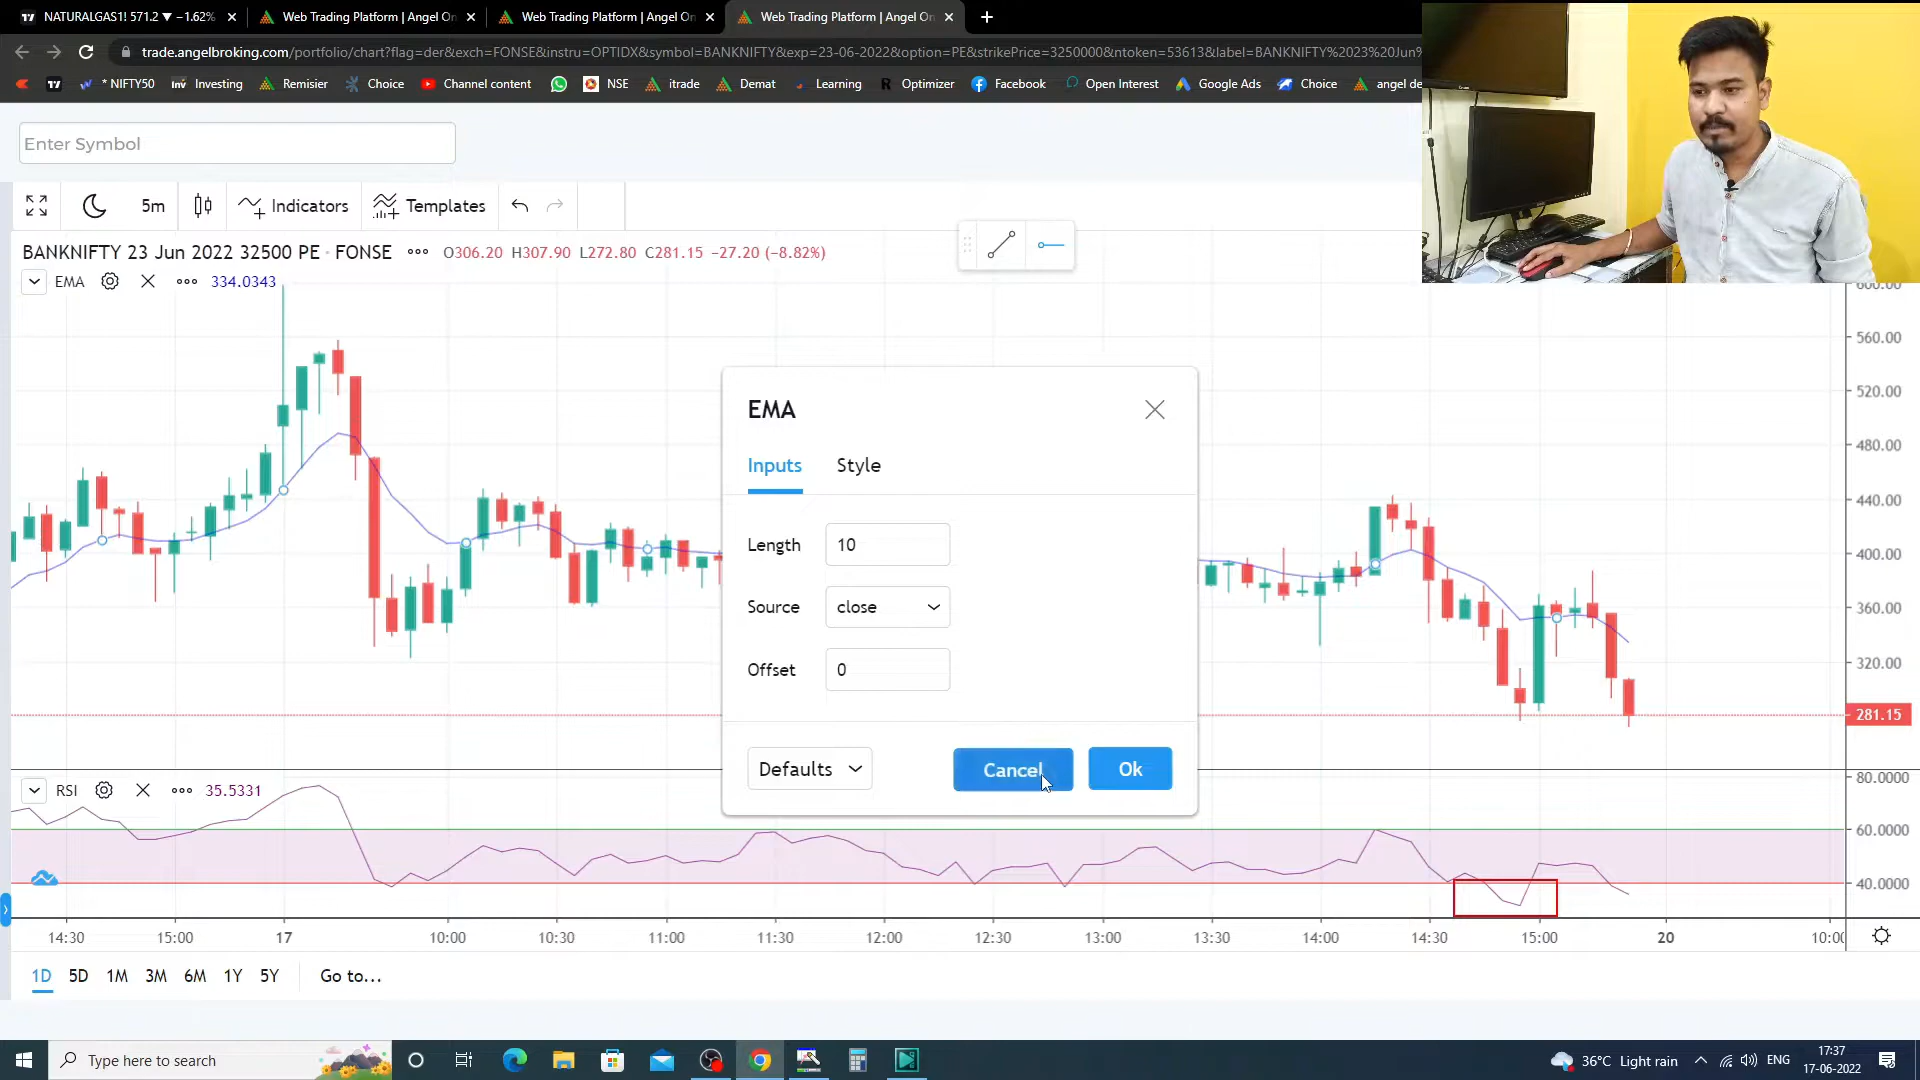 NATURALGAS1! 571.2 ▼ −1.62%
Web Trading Platform | Angel On
Web Trading Platform | Angel On
Web Trading Platform | Angel On
trade.angelbroking.com/portfolio/chart?flag=der&exch=FONSE&instru=OPTIDX&symbol=BANKNIFTY&exp=23-06-2022&option=PE&strikePrice=3250000&ntoken=53613&label=BANKNIFTY%2023%20Jun%
* NIFTY50 Investing Remisier Choice Channel content NSE itrade Demat Learning Optimizer Facebook Open Interest Google Ads Choice angel de
Enter Symbol
5m Indicators Templates
BANKNIFTY 23 Jun 2022 32500 PE · FONSE ••• O306.20 H307.90 L272.80 C281.15 −27.20 (−8.82%)
EMA ••• 334.0343
600.00
560.00
520.00
480.00
440.00
400.00
360.00
320.00
281.15
EMA
Inputs Style
Length 10
Source close
Offset 0
Defaults Cancel Ok
RSI ••• 35.5331
80.0000
60.0000
40.0000
14:30 15:00 17 10:00 10:30 11:00 11:30 12:00 12:30 13:00 13:30 14:00 14:30 15:00 20 10:00
1D 5D 1M 3M 6M 1Y 5Y Go to...
Type here to search
36°C Light rain ENG
17:37
17-06-2022